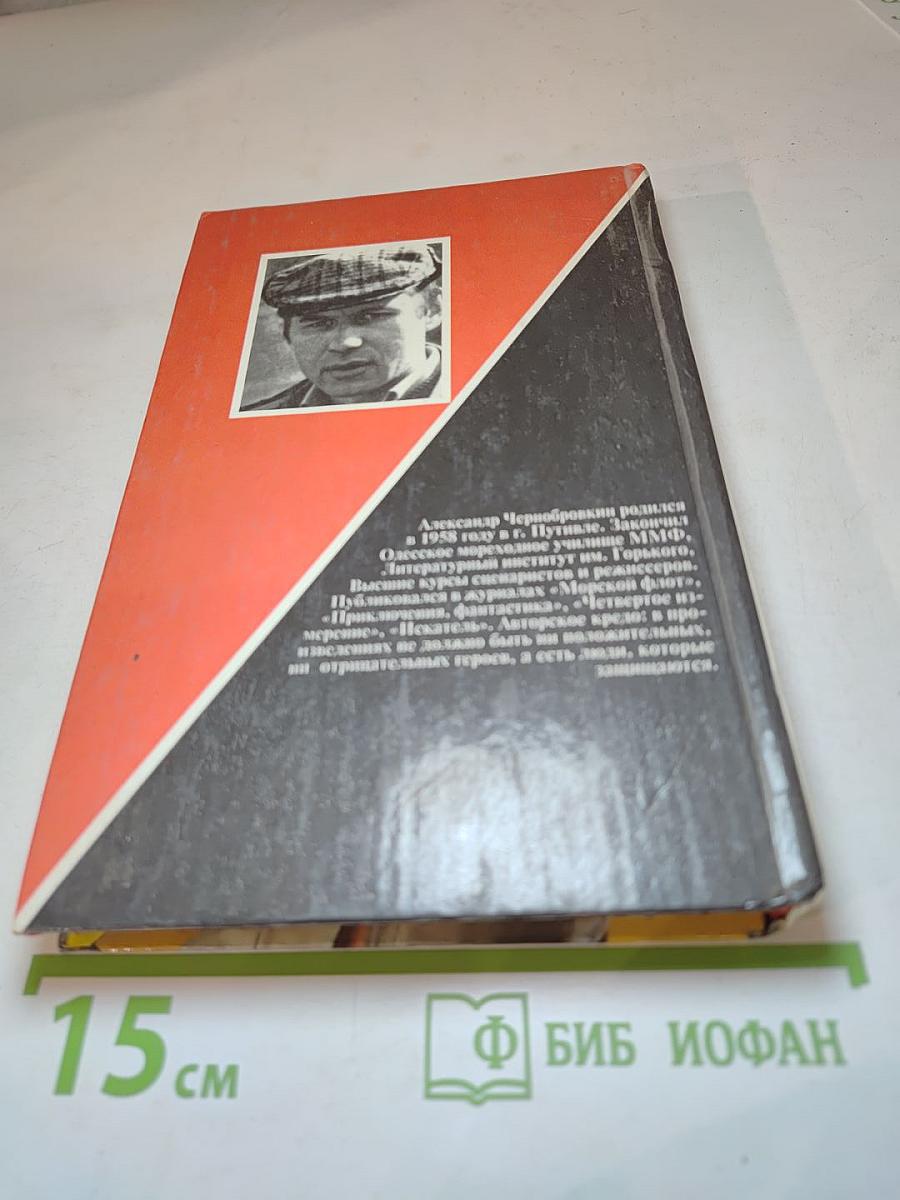 Александр Чернобровкин родился
в 1958 году в г. Путивле. Закончил
Одесское мореходное училище ММФ,
Литературный институт им. Горького,
Высшие курсы сценаристов и режиссеров.
Публиковался в журналах «Морской флот»,
«Приключения, фантастика», «Четвертое из-
мерение», «Искатель». Авторское кредо: в про-
изведениях не должно быть ни положительных,
ни отрицательных героев, а есть люди, которые
защищаются.
15 см
Ф БИБ ИОФАН